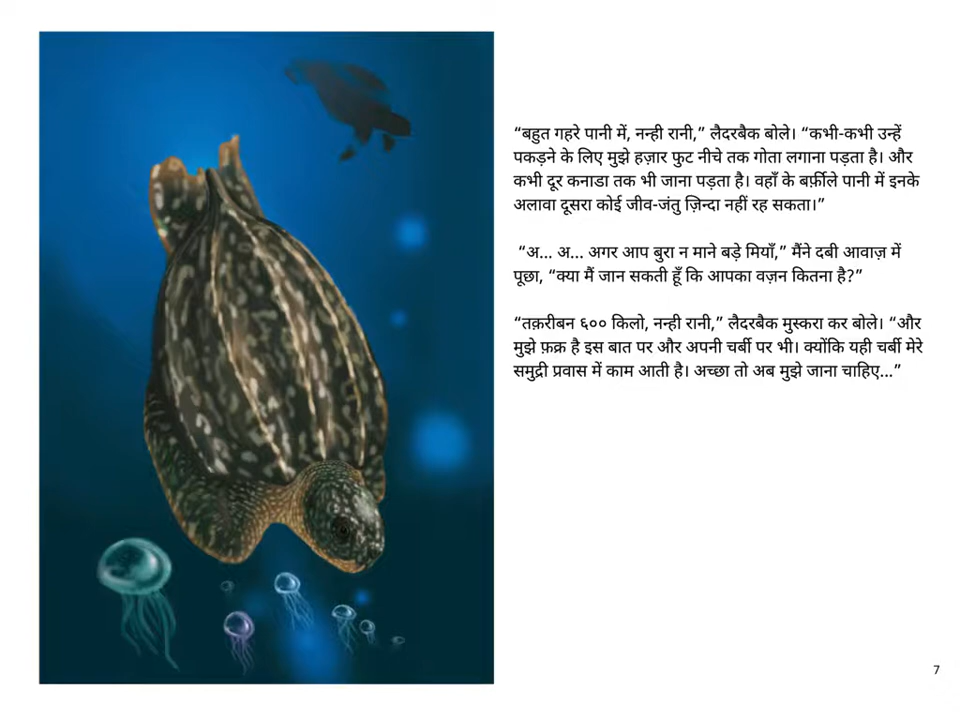 “बहुत गहरे पानी में, नन्ही रानी,” लैदरबैक बोले। “कभी-कभी उन्हें
पकड़ने के लिए मुझे हज़ार फुट नीचे तक गोता लगाना पड़ता है। और
कभी दूर कनाडा तक भी जाना पड़ता है। वहाँ के बर्फ़ीले पानी में इनके
अलावा दूसरा कोई जीव-जंतु ज़िन्दा नहीं रह सकता।”
“अ... अ... अगर आप बुरा न माने बड़े मियाँ,” मैंने दबी आवाज़ में
पूछा, “क्या मैं जान सकती हूँ कि आपका वज़न कितना है?”
“तक़रीबन ६०० किलो, नन्ही रानी,” लैदरबैक मुस्करा कर बोले। “और
मुझे फ़क्र है इस बात पर और अपनी चर्बी पर भी। क्योंकि यही चर्बी मेरे
समुद्री प्रवास में काम आती है। अच्छा तो अब मुझे जाना चाहिए...”
7